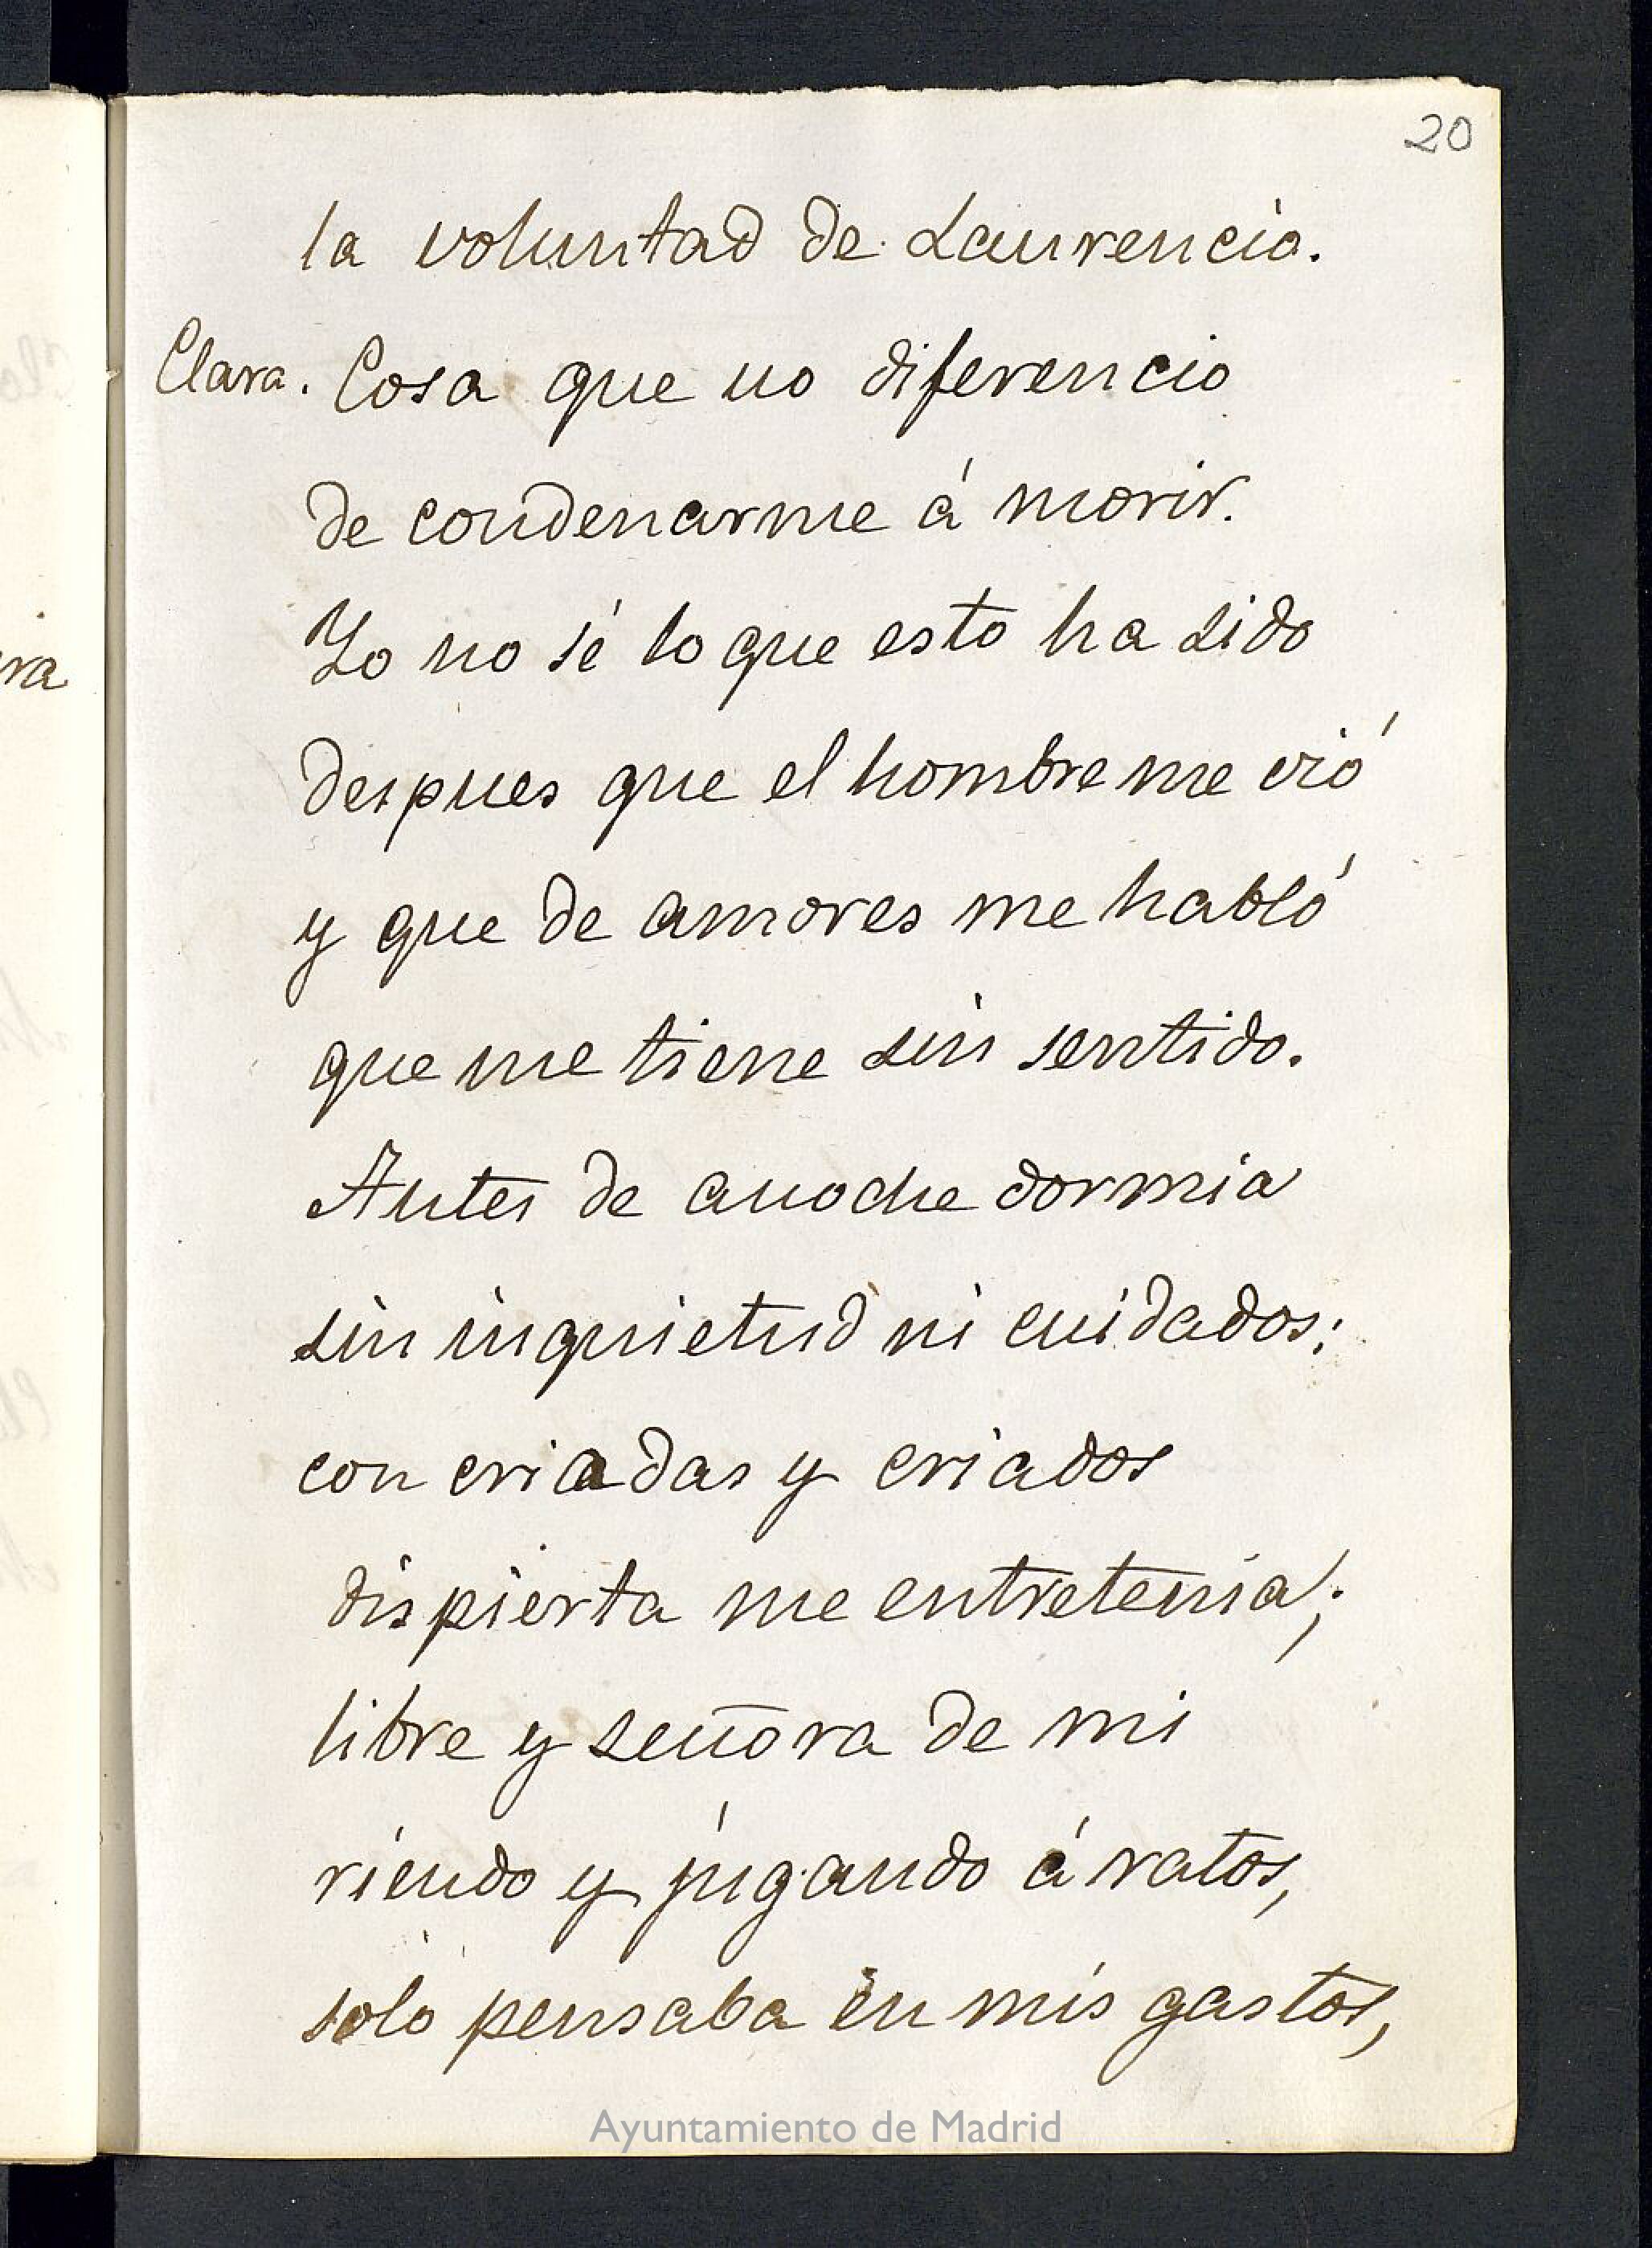 20
la voluntad de Laurencio.
Clara. Cosa que no diferencio
de condenarme á morir.
Yo no sé lo que esto ha sido
despues que el hombre me vió
y que de amores me habló
que me tiene sin sentido.
Antes de anoche dormia
sin inquietud ni cuidados;
con criadas y criados
dispierta me entretenia;
libre y señora de mi
riendo y jugando á ratos,
solo pensaba en mis gastos,
Ayuntamiento de Madrid